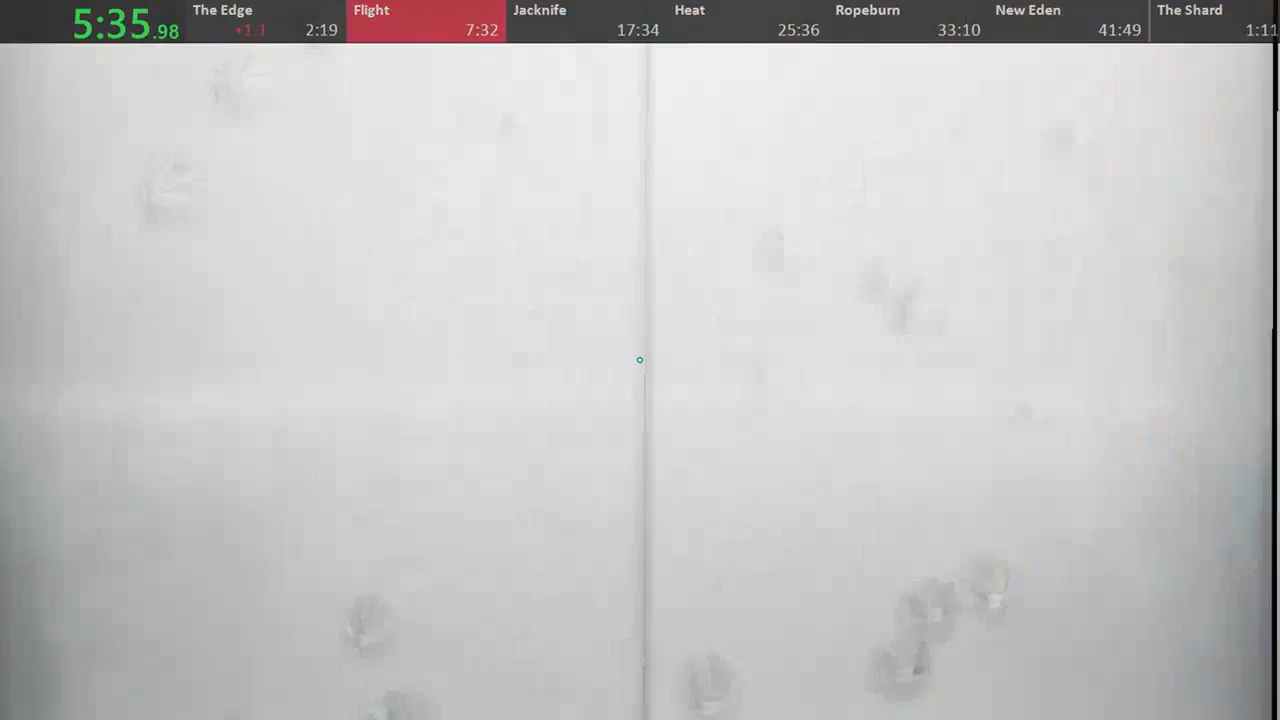 5:35.98
The Edge
+1.1 2:19
Flight
7:32
Jacknife
17:34
Heat
25:36
Ropeburn
33:10
New Eden
41:49
The Shard
1:11